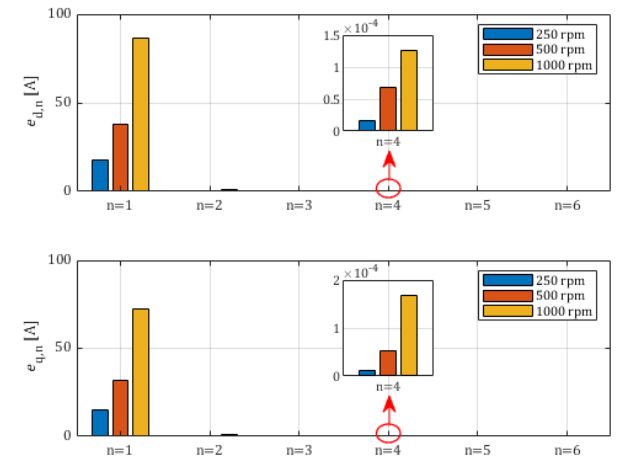 100
50
0
e_d,n [A]
×10^-4
1.5
1
0.5
0
n=4
250 rpm
500 rpm
1000 rpm
n=1 n=2 n=3 n=4 n=5 n=6
100
50
0
e_q,n [A]
×10^-4
2
1
0
n=4
250 rpm
500 rpm
1000 rpm
n=1 n=2 n=3 n=4 n=5 n=6